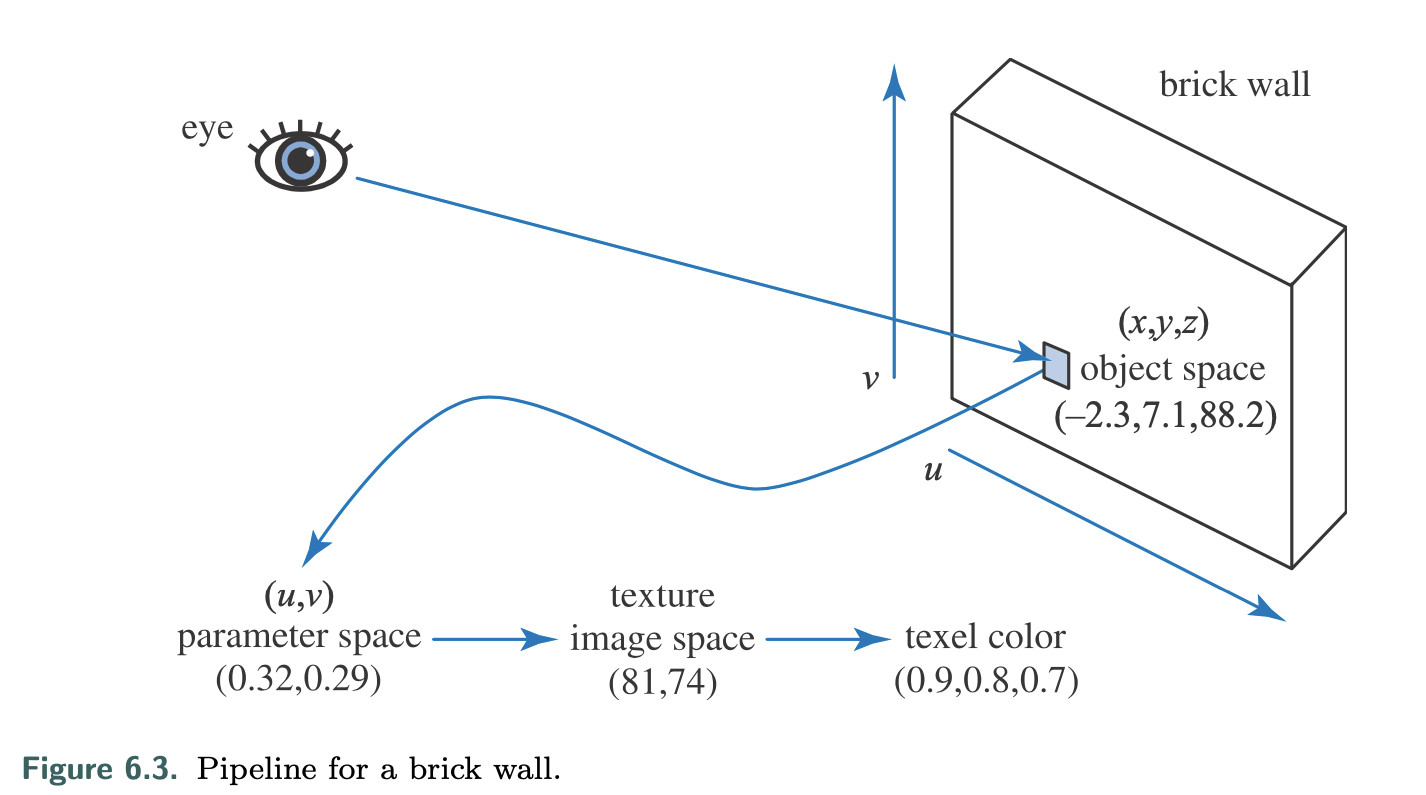 eye
brick wall
(x,y,z)
object space
(–2.3,7.1,88.2)
v
u
(u,v)
parameter space
(0.32,0.29)
texture
image space
(81,74)
texel color
(0.9,0.8,0.7)
Figure 6.3. Pipeline for a brick wall.